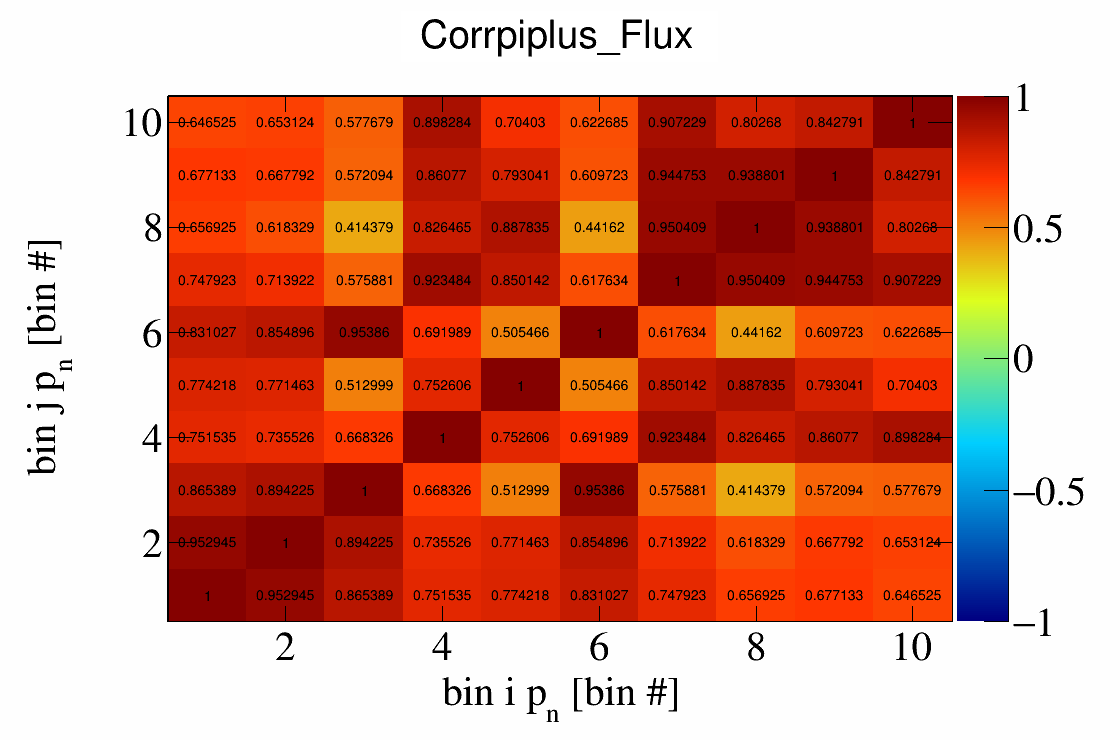 Corrpiplus_Flux
10 0.646525 0.653124 0.577679 0.898284 0.70403 0.622685 0.907229 0.80268 0.842791 1 1
0.677133 0.667792 0.572094 0.86077 0.793041 0.609723 0.944753 0.938801 1 0.842791
8 0.656925 0.618329 0.414379 0.826465 0.887835 0.44162 0.950409 1 0.938801 0.80268 0.5
0.747923 0.713922 0.575881 0.923484 0.850142 0.617634 1 0.950409 0.944753 0.907229
6 0.831027 0.854896 0.95386 0.691989 0.505466 1 0.617634 0.44162 0.609723 0.622685 0
0.774218 0.771463 0.512999 0.752606 1 0.505466 0.850142 0.887835 0.793041 0.70403
4 0.751535 0.735526 0.668326 1 0.752606 0.691989 0.923484 0.826465 0.86077 0.898284
0.865389 0.894225 1 0.668326 0.512999 0.95386 0.575881 0.414379 0.572094 0.577679 −0.5
2 0.952945 1 0.894225 0.735526 0.771463 0.854896 0.713922 0.618329 0.667792 0.653124
1 0.952945 0.865389 0.751535 0.774218 0.831027 0.747923 0.656925 0.677133 0.646525 −1
2 4 6 8 10
bin i pn [bin #]
bin j pn [bin #]